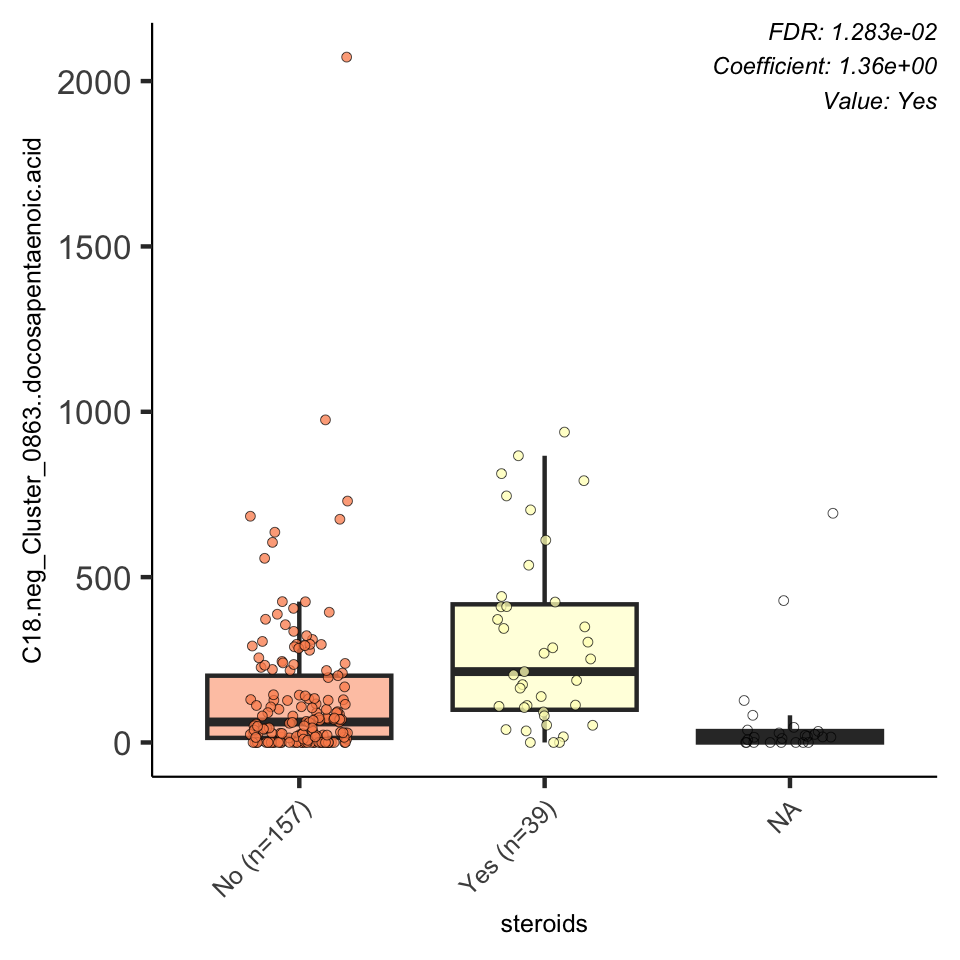 FDR: 1.283e-02
Coefficient: 1.36e+00
Value: Yes
C18.neg_Cluster_0863..docosapentaenoic.acid
2000
1500
1000
500
0
No (n=157)
Yes (n=39)
NA
steroids